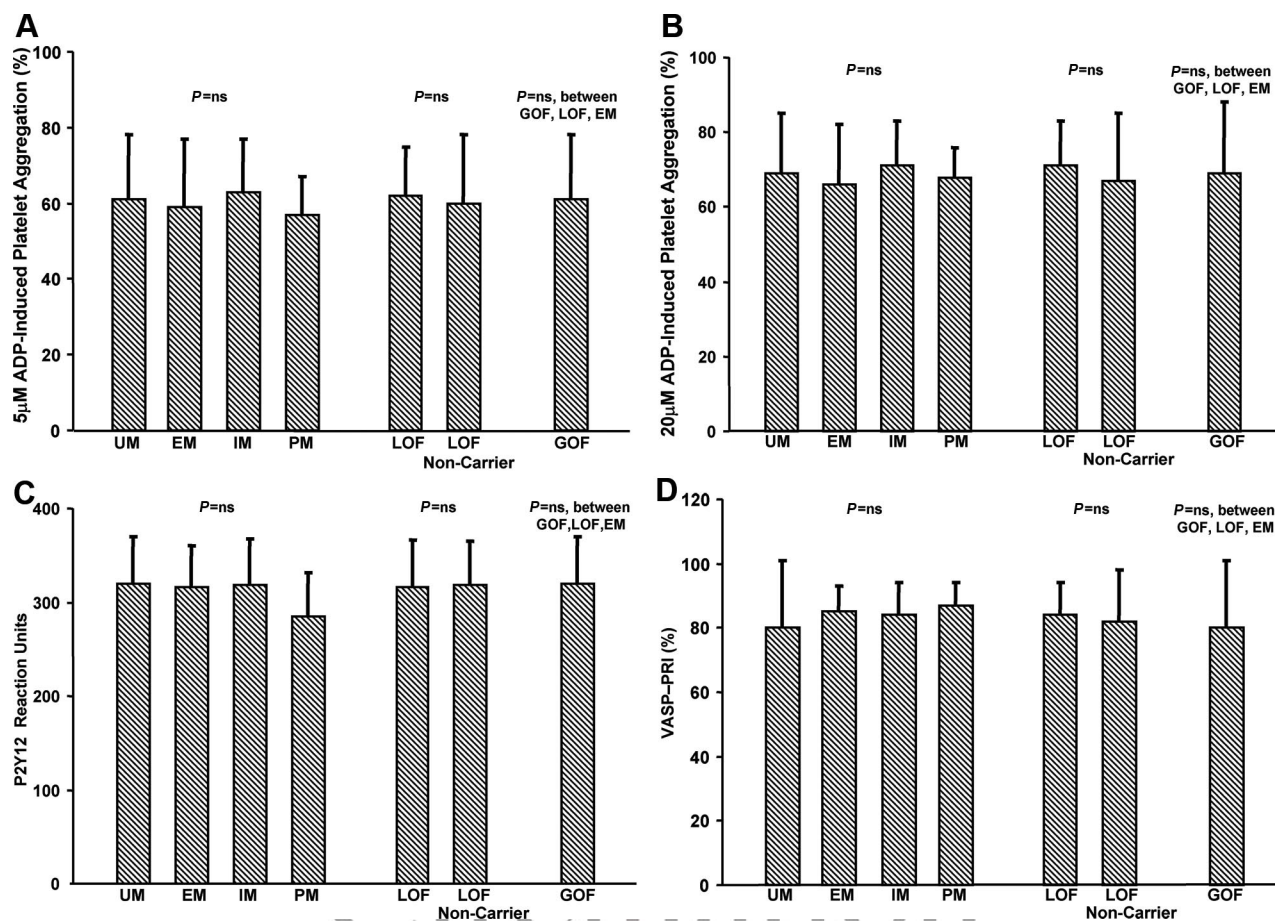 A
5μM ADP-Induced Platelet Aggregation (%)
100
80
60
40
20
0
P=ns
P=ns
P=ns, between
GOF, LOF, EM
UM EM IM PM LOF LOF GOF
Non-Carrier
B
20μM ADP-Induced Platelet Aggregation (%)
100
80
60
40
20
0
P=ns
P=ns
P=ns, between
GOF, LOF, EM
UM EM IM PM LOF LOF GOF
Non-Carrier
C
P2Y12 Reaction Units
400
300
200
100
0
P=ns
P=ns
P=ns, between
GOF,LOF,EM
UM EM IM PM LOF LOF GOF
Non-Carrier
D
VASP–PRI (%)
120
100
80
60
40
20
0
P=ns
P=ns
P=ns, between
GOF, LOF, EM
UM EM IM PM LOF LOF GOF
Non-Carrier